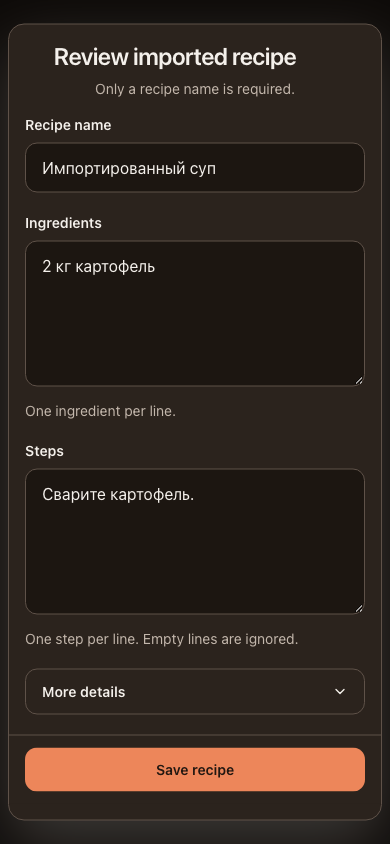 Review imported recipe
Only a recipe name is required.
Recipe name
Импортированный суп
Ingredients
2 кг картофель
One ingredient per line.
Steps
Сварите картофель.
One step per line. Empty lines are ignored.
More details
Save recipe